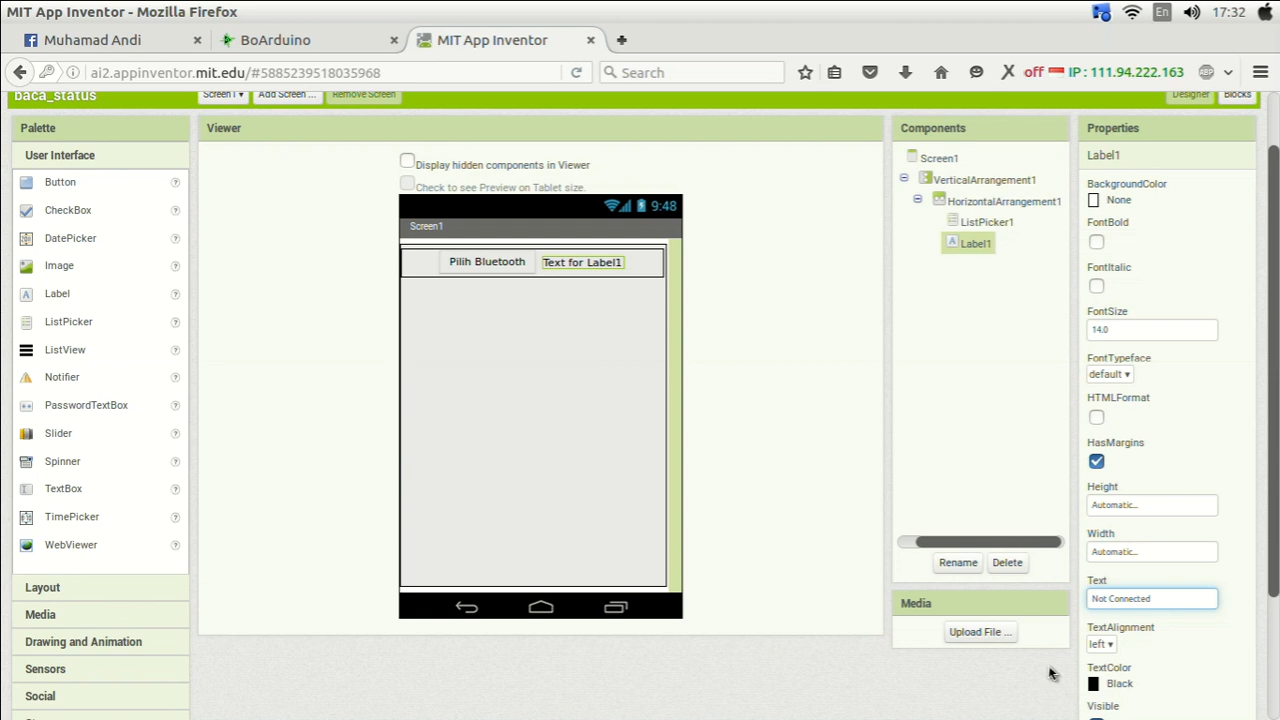 MIT App Inventor - Mozilla Firefox
En
17:32
Muhamad Andi
BoArduino
MIT App Inventor
ai2.appinventor.mit.edu/#5885239518035968
Search
off
IP : 111.94.222.163
ABP
baca_status
Screen1
Add Screen ...
Remove Screen
Designer
Blocks
Palette
User Interface
Button
CheckBox
DatePicker
Image
Label
ListPicker
ListView
Notifier
PasswordTextBox
Slider
Spinner
TextBox
TimePicker
WebViewer
Layout
Media
Drawing and Animation
Sensors
Social
Viewer
Display hidden components in Viewer
Check to see Preview on Tablet size.
9:48
Screen1
Pilih Bluetooth
Text for Label1
Components
Screen1
VerticalArrangement1
HorizontalArrangement1
ListPicker1
Label1
Rename
Delete
Media
Upload File ...
Properties
Label1
BackgroundColor
None
FontBold
FontItalic
FontSize
14.0
FontTypeface
default
HTMLFormat
HasMargins
Height
Automatic...
Width
Automatic...
Text
Not Connected
TextAlignment
left
TextColor
Black
Visible